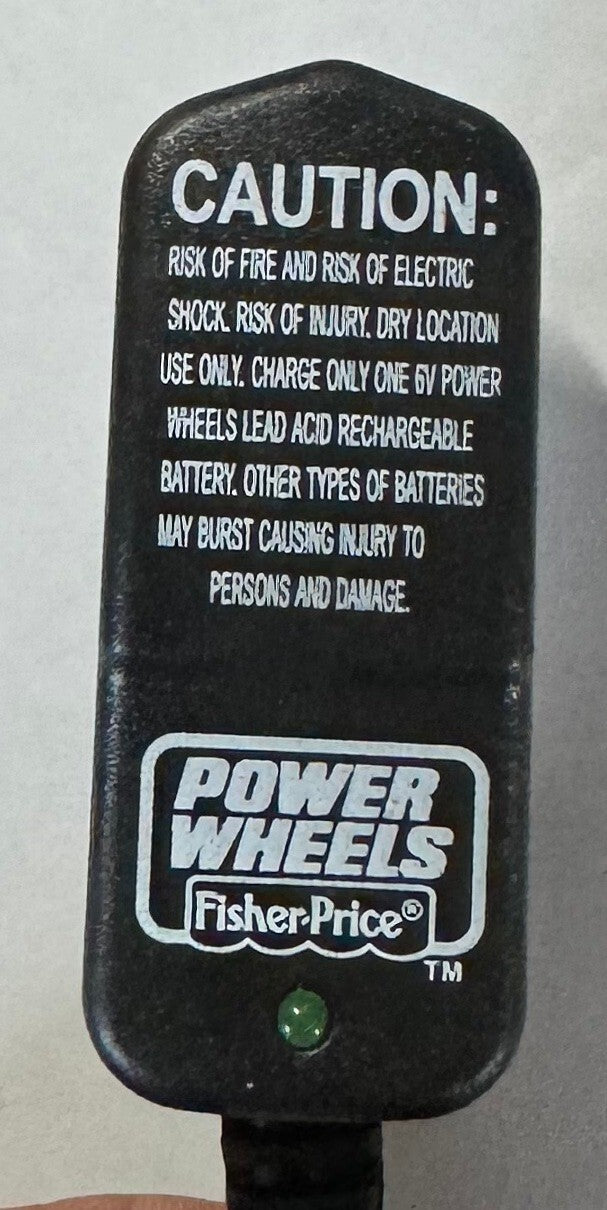 CAUTION:
RISK OF FIRE AND RISK OF ELECTRIC
SHOCK. RISK OF INJURY. DRY LOCATION
USE ONLY. CHARGE ONLY ONE 6V POWER
WHEELS LEAD ACID RECHARGEABLE
BATTERY. OTHER TYPES OF BATTERIES
MAY BURST CAUSING INJURY TO
PERSONS AND DAMAGE.
POWER
WHEELS
Fisher-Price®
TM